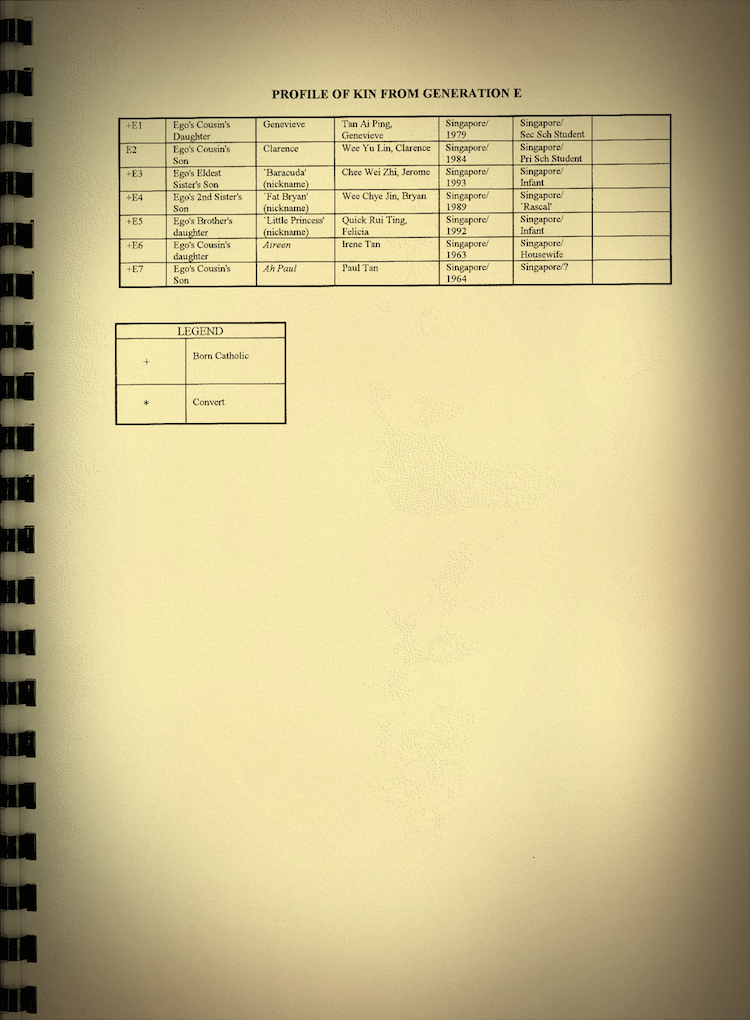 PROFILE OF KIN FROM GENERATION E
+E1 Ego's Cousin's Daughter Genevieve Tan Ai Ping, Genevieve Singapore/ 1979 Singapore/ Sec Sch Student
E2 Ego's Cousin's Son Clarence Wee Yu Lin, Clarence Singapore/ 1984 Singapore/ Pri Sch Student
+E3 Ego's Eldest Sister's Son `Baracuda' (nickname) Chee Wei Zhi, Jerome Singapore/ 1993 Singapore/ Infant
+E4 Ego's 2nd Sister's Son `Fat Bryan' (nickname) Wee Chye Jin, Bryan Singapore/ 1989 Singapore/ `Rascal'
+E5 Ego's Brother's daughter `Little Princess' (nickname) Quick Rui Ting, Felicia Singapore/ 1992 Singapore/ Infant
+E6 Ego's Cousin's daughter Aireen Irene Tan Singapore/ 1963 Singapore/ Housewife
+E7 Ego's Cousin's Son Ah Paul Paul Tan Singapore/ 1964 Singapore/?
LEGEND
+ Born Catholic
* Convert